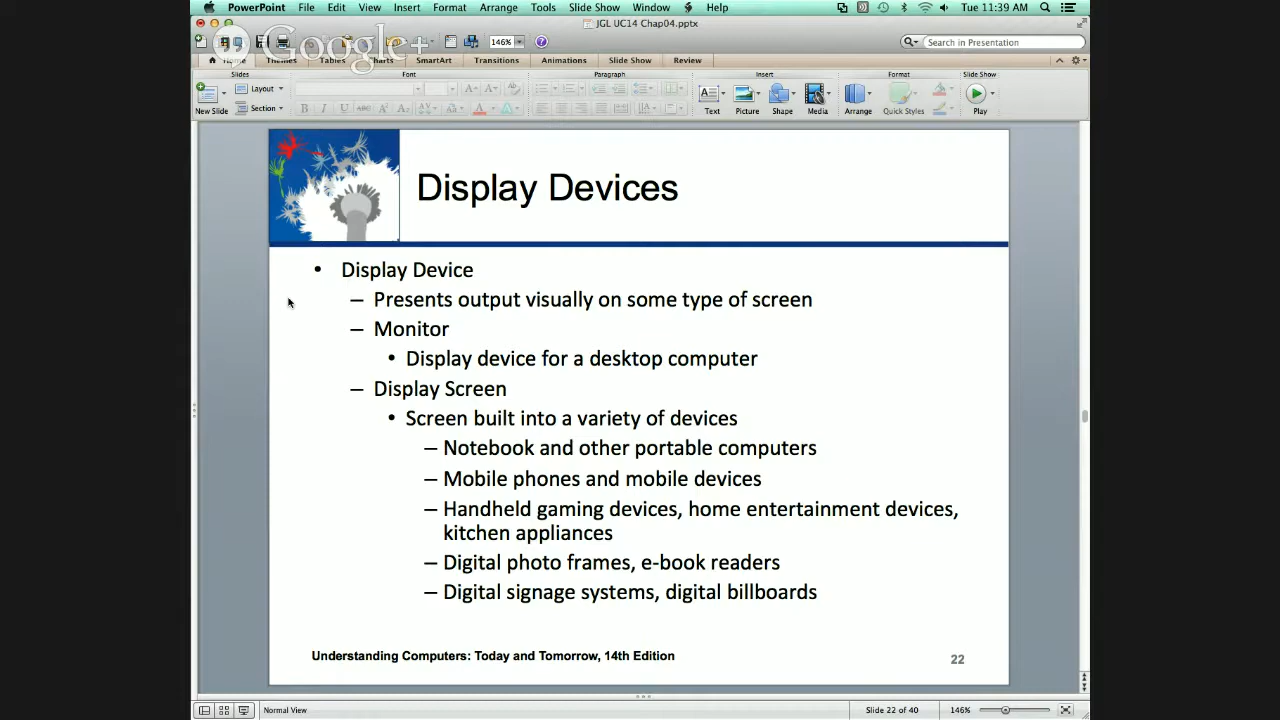 PowerPoint File Edit View Insert Format Arrange Tools Slide Show Window Help Tue 11:39 AM
JGL UC14 Chap04.pptx
Google+
146% Search in Presentation
Home Themes Tables Charts SmartArt Transitions Animations Slide Show Review
Slides Font Paragraph Insert Format Slide Show
Layout
New Slide Section Text Picture Shape Media Arrange Quick Styles Play
Display Devices
• Display Device
– Presents output visually on some type of screen
– Monitor
• Display device for a desktop computer
– Display Screen
• Screen built into a variety of devices
– Notebook and other portable computers
– Mobile phones and mobile devices
– Handheld gaming devices, home entertainment devices,
kitchen appliances
– Digital photo frames, e-book readers
– Digital signage systems, digital billboards
Understanding Computers: Today and Tomorrow, 14th Edition 22
Normal View Slide 22 of 40 146%